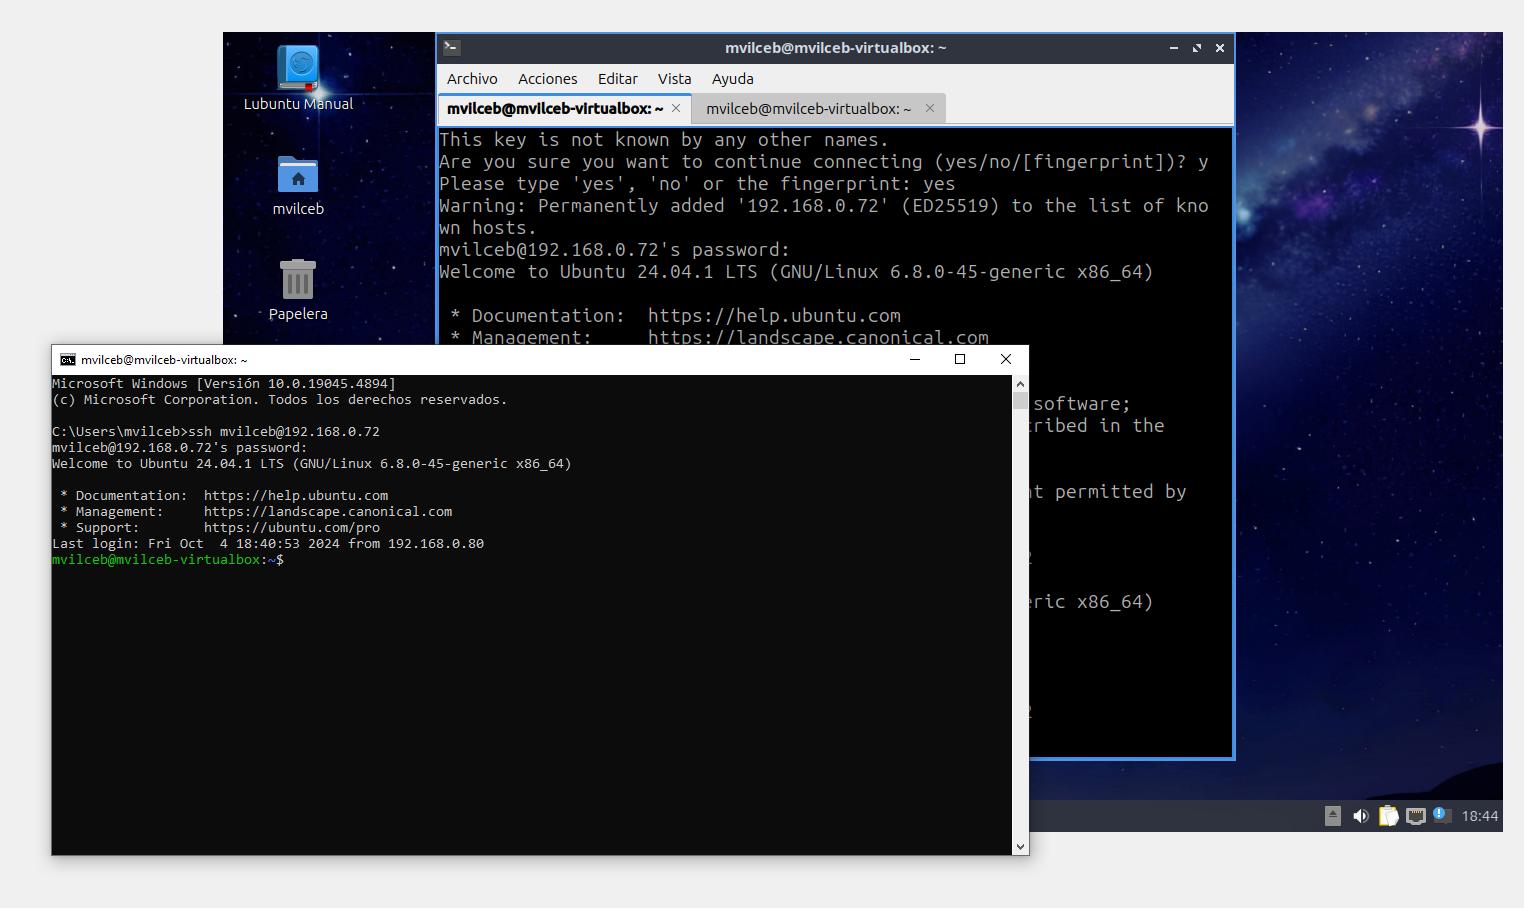 Lubuntu Manual
mvilceb
Papelera
mvilceb@mvilceb-virtualbox: ~
Archivo Acciones Editar Vista Ayuda
mvilceb@mvilceb-virtualbox: ~ mvilceb@mvilceb-virtualbox: ~
This key is not known by any other names.
Are you sure you want to continue connecting (yes/no/[fingerprint])? y
Please type 'yes', 'no' or the fingerprint: yes
Warning: Permanently added '192.168.0.72' (ED25519) to the list of kno
wn hosts.
mvilceb@192.168.0.72's password:
Welcome to Ubuntu 24.04.1 LTS (GNU/Linux 6.8.0-45-generic x86_64)
* Documentation: https://help.ubuntu.com
* Management: https://landscape.canonical.com
software;
in the
permitted by
x86_64)
mvilceb@mvilceb-virtualbox: ~
Microsoft Windows [Versión 10.0.19045.4894]
(c) Microsoft Corporation. Todos los derechos reservados.
C:\Users\mvilceb>ssh mvilceb@192.168.0.72
mvilceb@192.168.0.72's password:
Welcome to Ubuntu 24.04.1 LTS (GNU/Linux 6.8.0-45-generic x86_64)
* Documentation: https://help.ubuntu.com
* Management: https://landscape.canonical.com
* Support: https://ubuntu.com/pro
Last login: Fri Oct 4 18:40:53 2024 from 192.168.0.80
mvilceb@mvilceb-virtualbox:~$
18:44